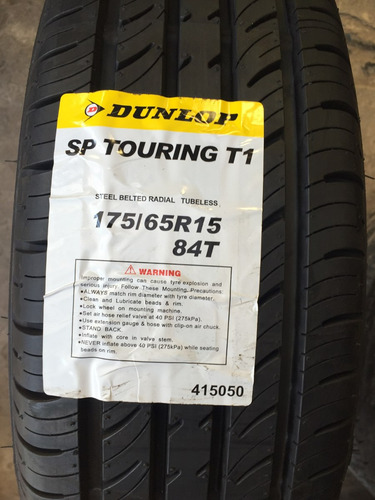 DUNLOP
SP TOURING T1
STEEL BELTED RADIAL TUBELESS
175/65R15
84T
WARNING
Improper mounting can cause tyre explosion and
serious injury. Follow These Mounting Precautions.
●ALWAYS match rim diameter with tyre diameter.
●Clean and Lubricate beads & rim.
●Lock wheel on mounting machine.
●Set air hose relief valve at 40 PSI (275kPa).
●Use extension gauge & hose with clip-on air chuck.
●STAND BACK.
●Inflate with core in valve stem.
●NEVER inflate above 40 PSI (275kPa) while seating
beads on rim.
415050